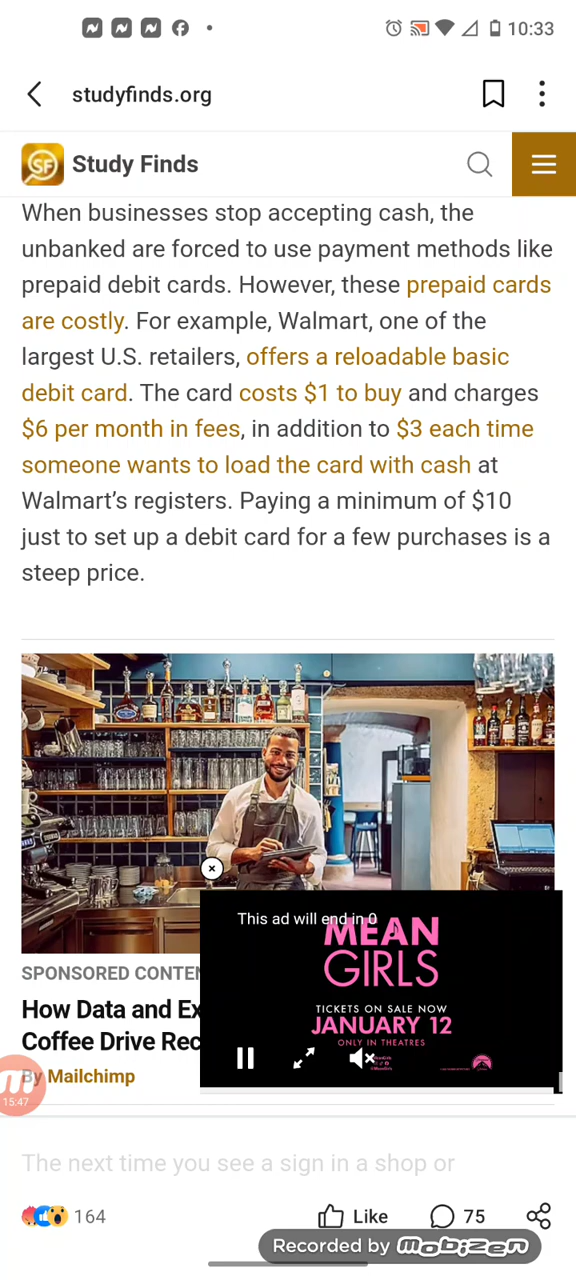 10:33
studyfinds.org
SF Study Finds
When businesses stop accepting cash, the
unbanked are forced to use payment methods like
prepaid debit cards. However, these prepaid cards
are costly. For example, Walmart, one of the
largest U.S. retailers, offers a reloadable basic
debit card. The card costs $1 to buy and charges
$6 per month in fees, in addition to $3 each time
someone wants to load the card with cash at
Walmart’s registers. Paying a minimum of $10
just to set up a debit card for a few purchases is a
steep price.
This ad will end in 0
MEAN
GIRLS
TICKETS ON SALE NOW
JANUARY 12
ONLY IN THEATRES
SPONSORED CONTEN
How Data and Ex
Coffee Drive Rec
By Mailchimp
15:47
The next time you see a sign in a shop or
164
Like
75
Recorded by mobizen